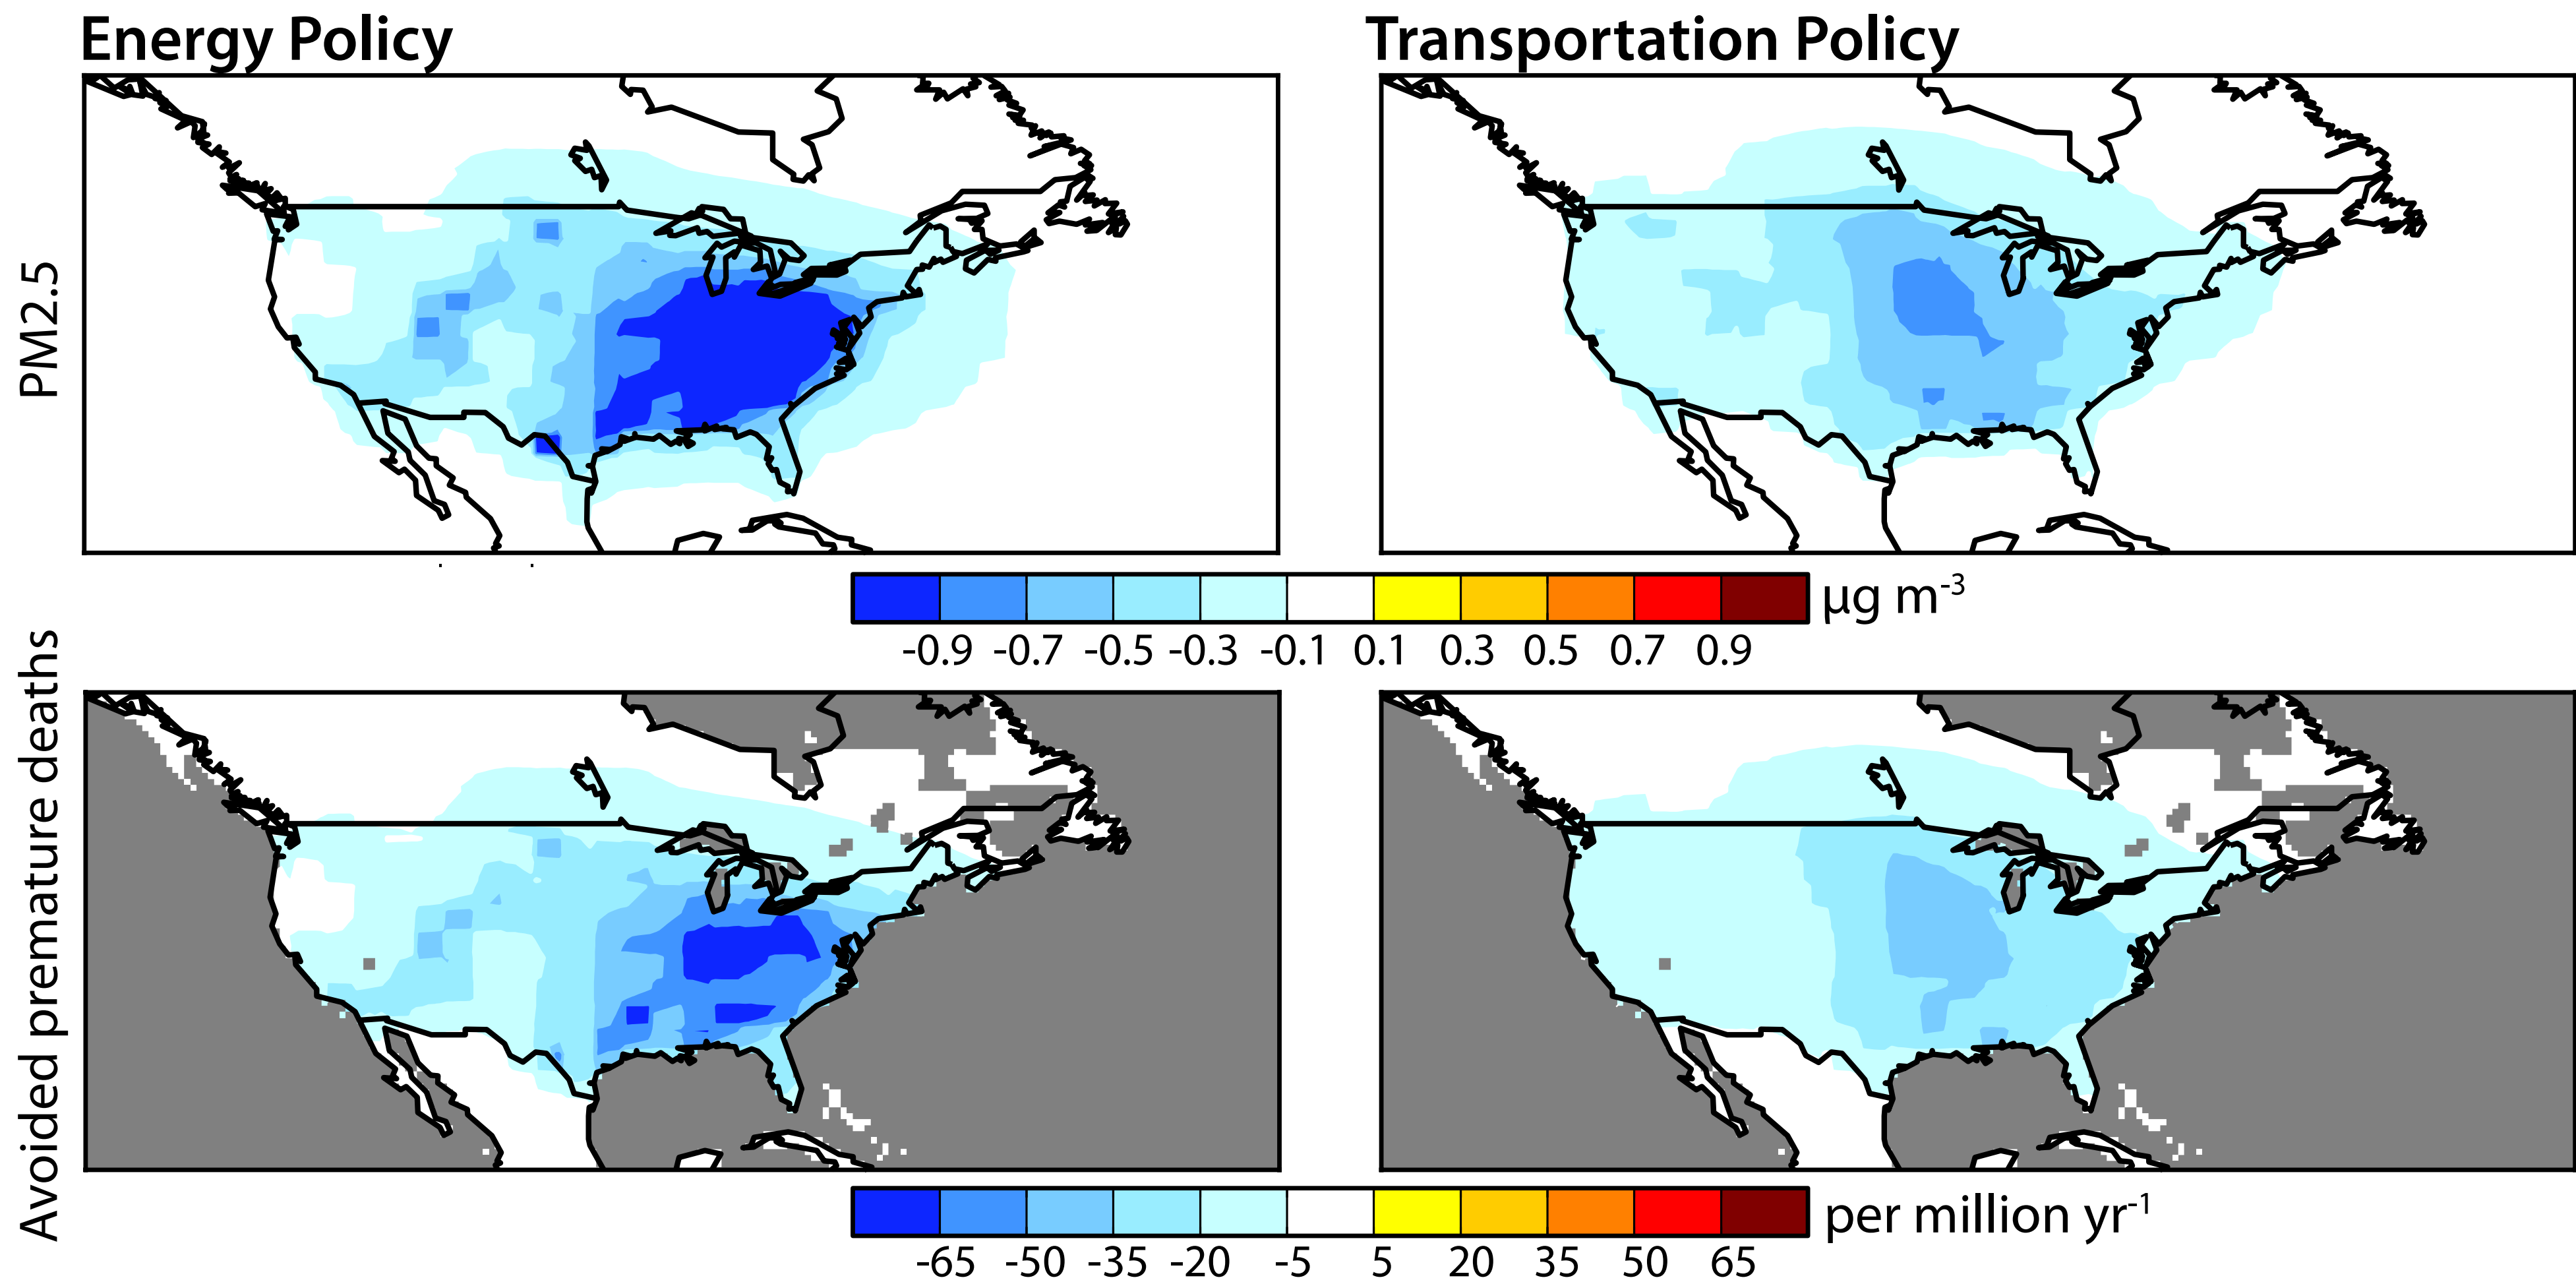 Energy Policy
Transportation Policy
PM2.5
µg m-3
-0.9 -0.7 -0.5 -0.3 -0.1 0.1 0.3 0.5 0.7 0.9
Avoided premature deaths
per million yr-1
-65 -50 -35 -20 -5 5 20 35 50 65